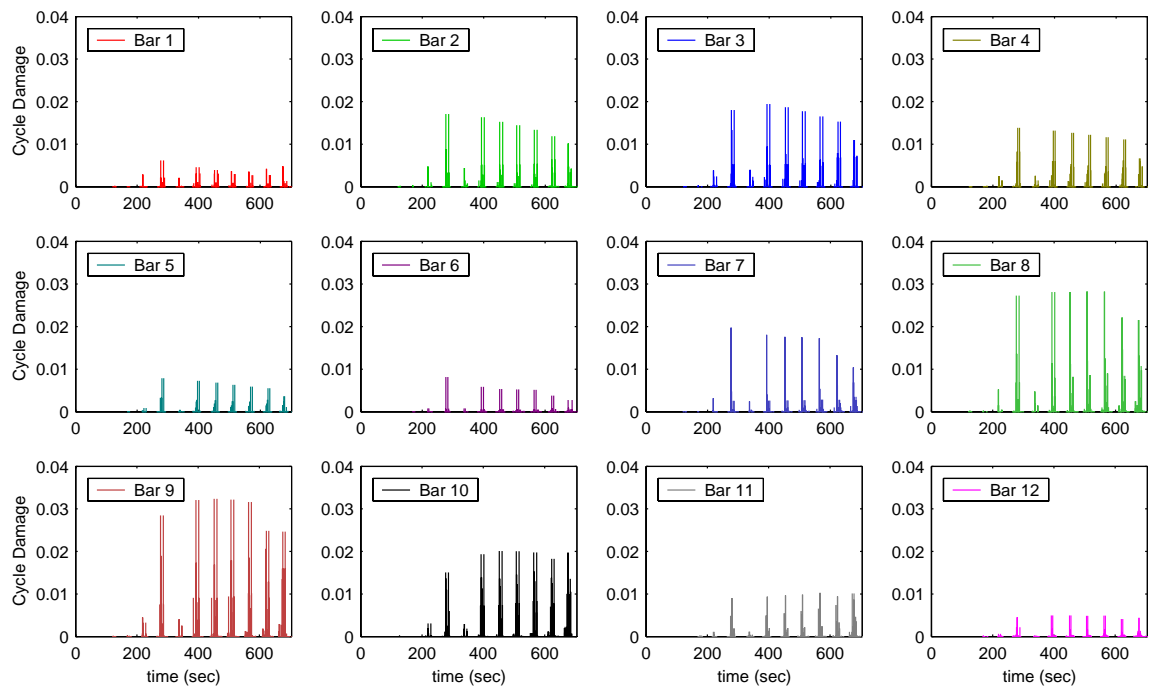 0.04 0.04 0.04 0.04
Bar 1 Bar 2 Bar 3 Bar 4
0.03 0.03 0.03 0.03
Cycle Damage
0.02 0.02 0.02 0.02
0.01 0.01 0.01 0.01
0 0 0 0
0 200 400 600 0 200 400 600 0 200 400 600 0 200 400 600
0.04 0.04 0.04 0.04
Bar 5 Bar 6 Bar 7 Bar 8
0.03 0.03 0.03 0.03
Cycle Damage
0.02 0.02 0.02 0.02
0.01 0.01 0.01 0.01
0 0 0 0
0 200 400 600 0 200 400 600 0 200 400 600 0 200 400 600
0.04 0.04 0.04 0.04
Bar 9 Bar 10 Bar 11 Bar 12
0.03 0.03 0.03 0.03
Cycle Damage
0.02 0.02 0.02 0.02
0.01 0.01 0.01 0.01
0 0 0 0
0 200 400 600 0 200 400 600 0 200 400 600 0 200 400 600
time (sec) time (sec) time (sec) time (sec)